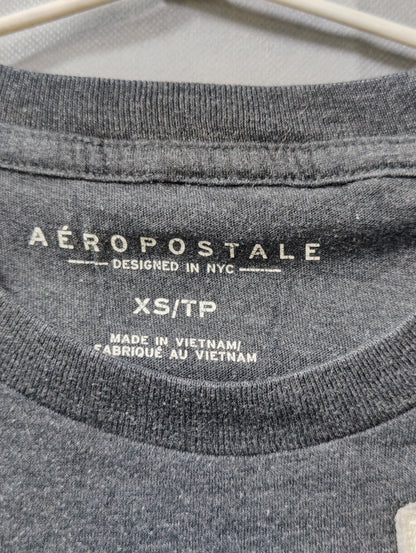 AÉROPOSTALE
DESIGNED IN NYC
XS/TP
MADE IN VIETNAM/
FABRIQUÉ AU VIETNAM